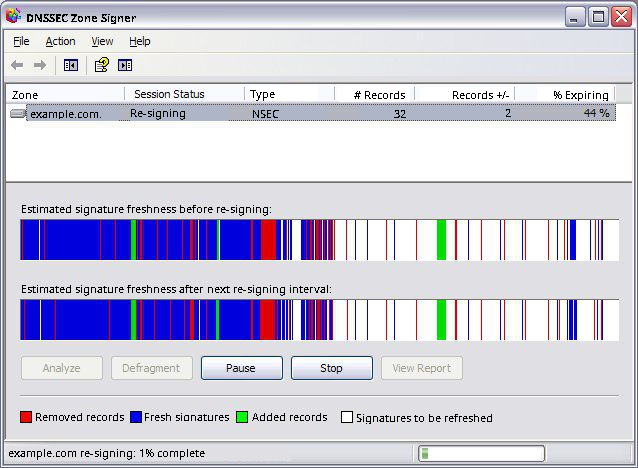 DNSSEC Zone Signer
File Action View Help
Zone Session Status Type # Records Records +/- % Expiring
example.com. Re-signing NSEC 32 2 44 %
Estimated signature freshness before re-signing:
Estimated signature freshness after next re-signing interval:
Analyze Defragment Pause Stop View Report
Removed records Fresh signatures Added records Signatures to be refreshed
example.com re-signing: 1% complete